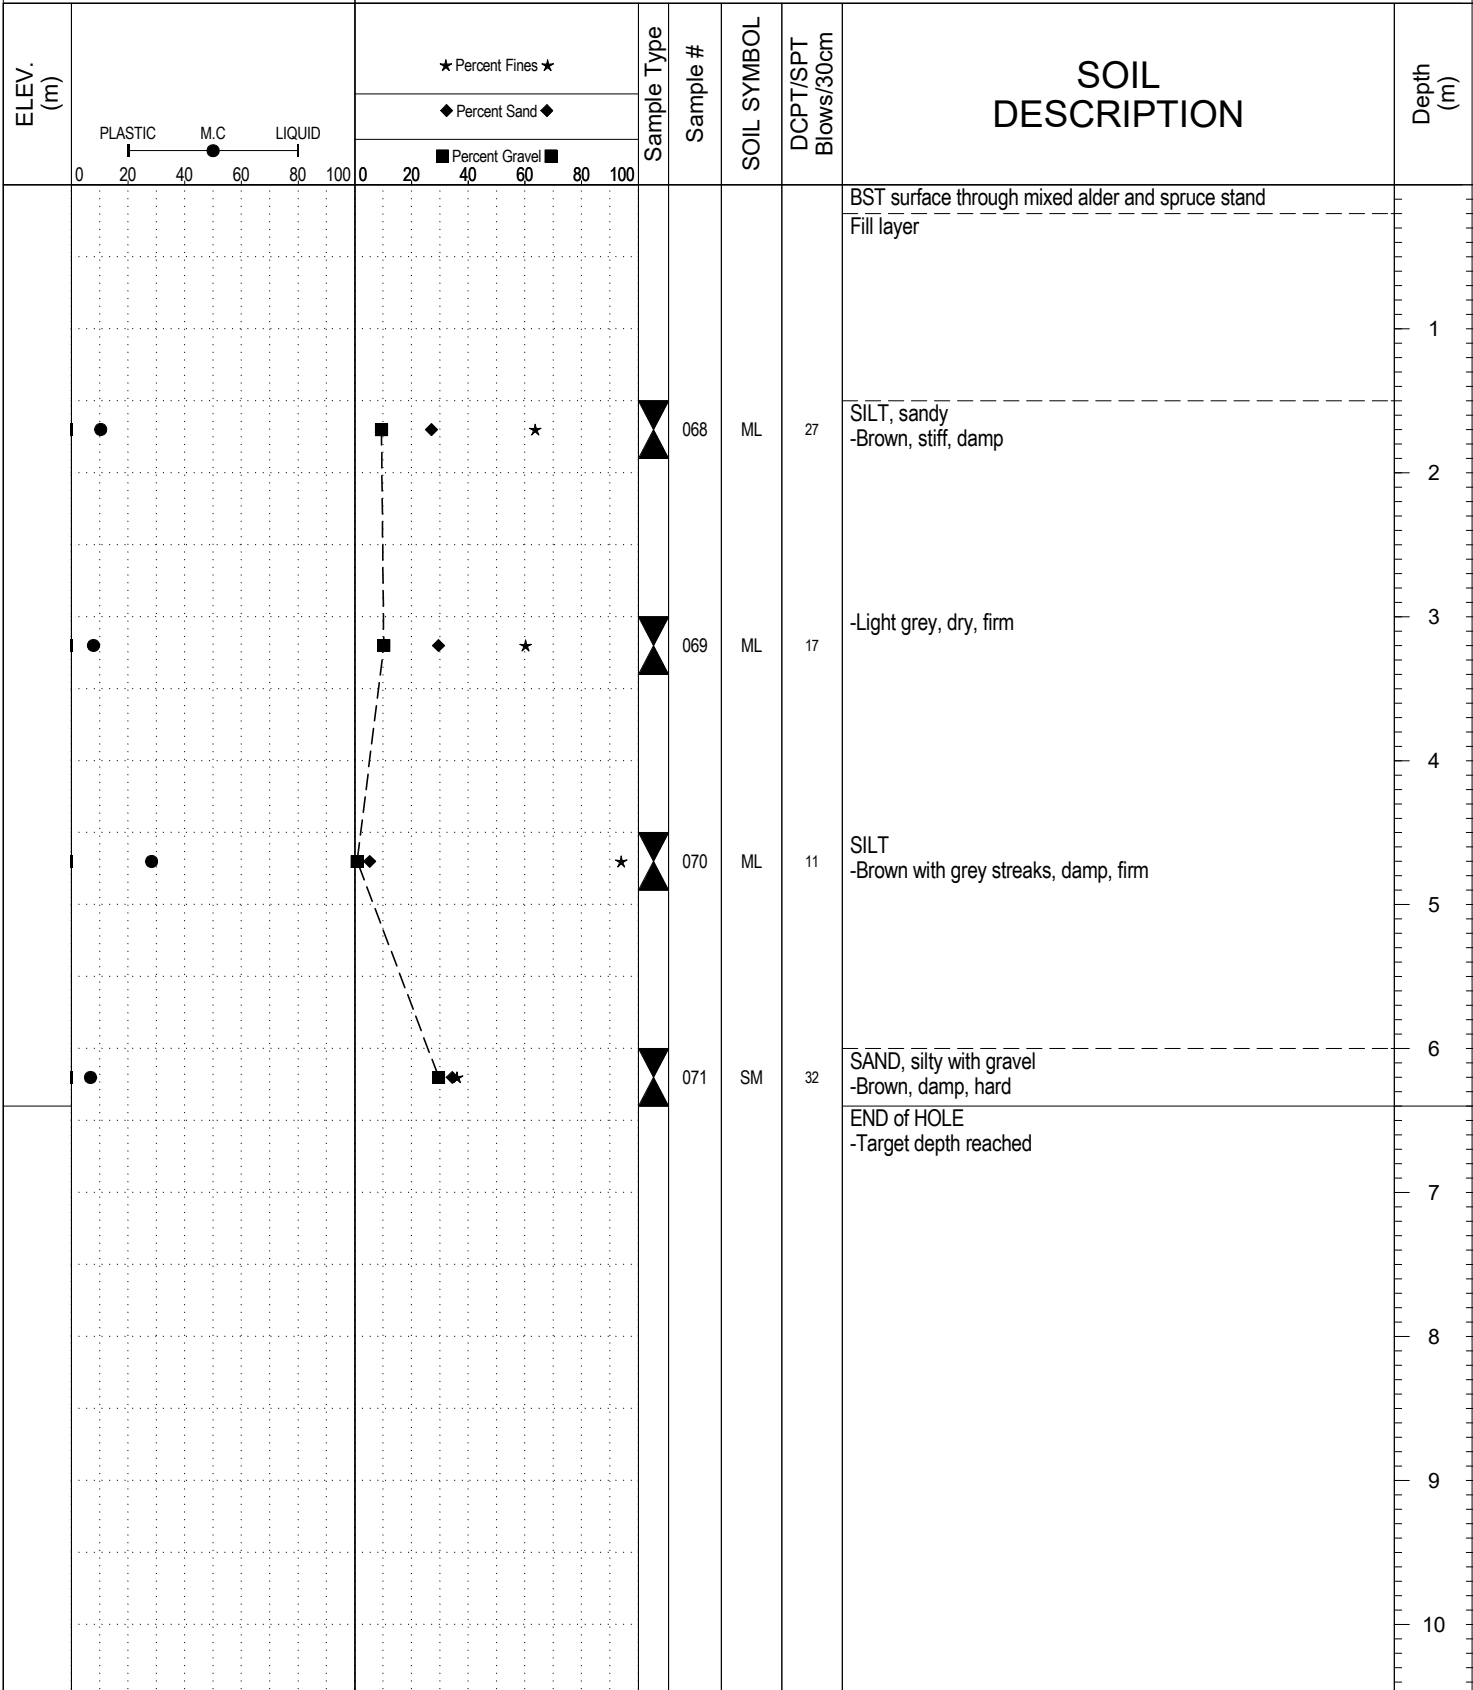 ELEV.
(m)
PLASTIC M.C LIQUID
0 20 40 60 80 100
★ Percent Fines ★
◆ Percent Sand ◆
■ Percent Gravel ■
0 20 40 60 80 100
Sample Type
Sample #
SOIL SYMBOL
DCPT/SPT
Blows/30cm
SOIL
DESCRIPTION
Depth
(m)
BST surface through mixed alder and spruce stand
Fill layer
1
068 ML 27
SILT, sandy
-Brown, stiff, damp
2
3
069 ML 17
-Light grey, dry, firm
4
070 ML 11
SILT
-Brown with grey streaks, damp, firm
5
6
071 SM 32
SAND, silty with gravel
-Brown, damp, hard
END of HOLE
-Target depth reached
7
8
9
10